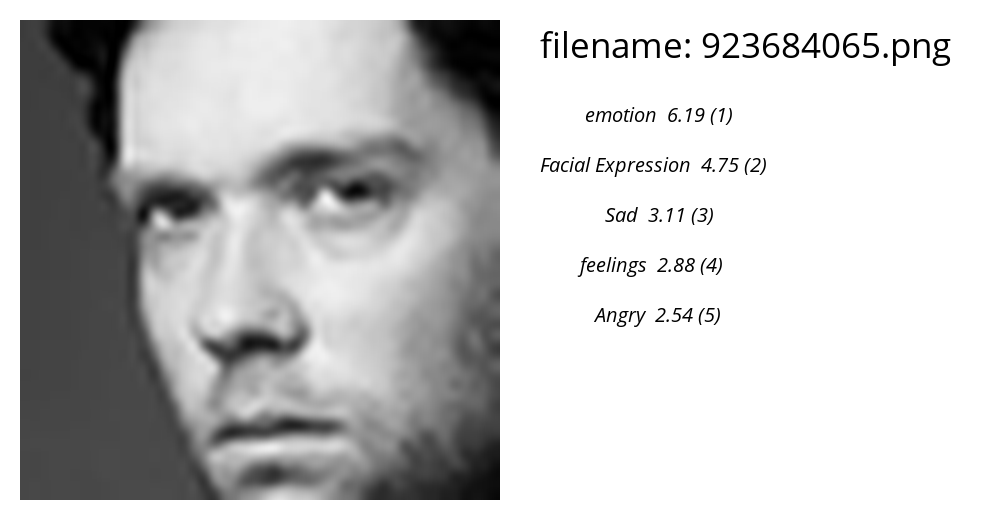 filename: 923684065.png
emotion 6.19 (1)
Facial Expression 4.75 (2)
Sad 3.11 (3)
feelings 2.88 (4)
Angry 2.54 (5)